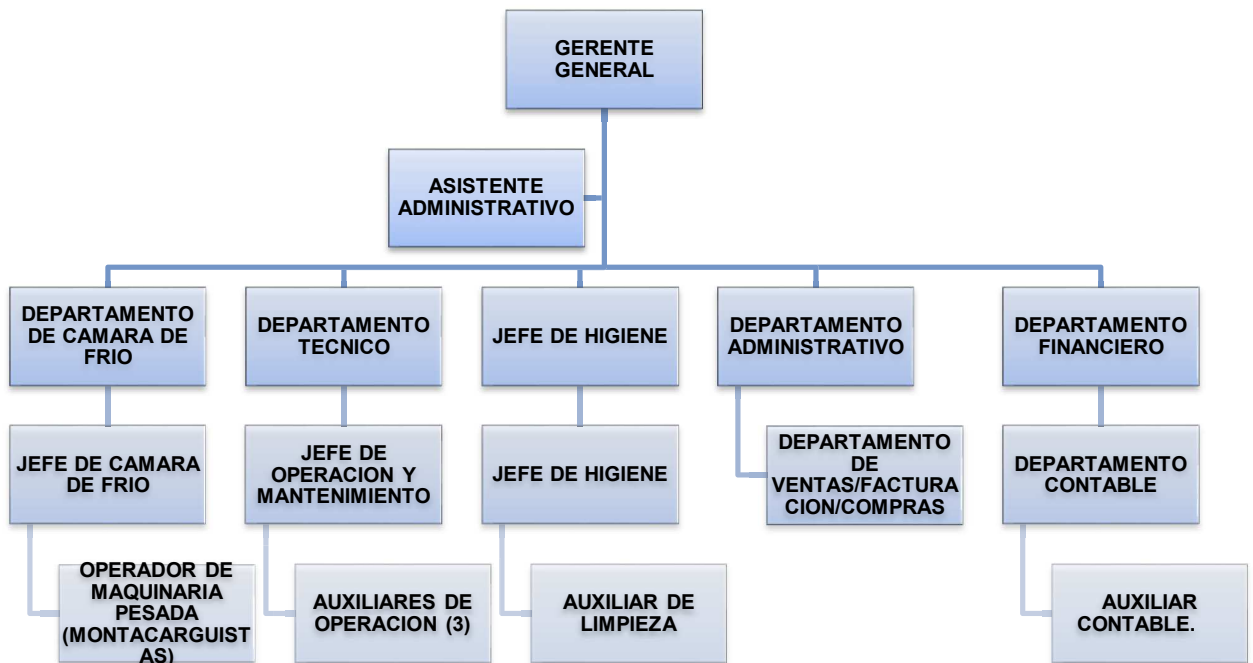 GERENTE
GENERAL
ASISTENTE
ADMINISTRATIVO
DEPARTAMENTO
DE CAMARA DE
FRIO
DEPARTAMENTO
TECNICO
JEFE DE HIGIENE
DEPARTAMENTO
ADMINISTRATIVO
DEPARTAMENTO
FINANCIERO
JEFE DE CAMARA
DE FRIO
JEFE DE
OPERACION Y
MANTENIMIENTO
JEFE DE HIGIENE
DEPARTAMENTO
DE
VENTAS/FACTURA
CION/COMPRAS
DEPARTAMENTO
CONTABLE
OPERADOR DE
MAQUINARIA
PESADA
(MONTACARGUIST
AS)
AUXILIARES DE
OPERACION (3)
AUXILIAR DE
LIMPIEZA
AUXILIAR
CONTABLE.